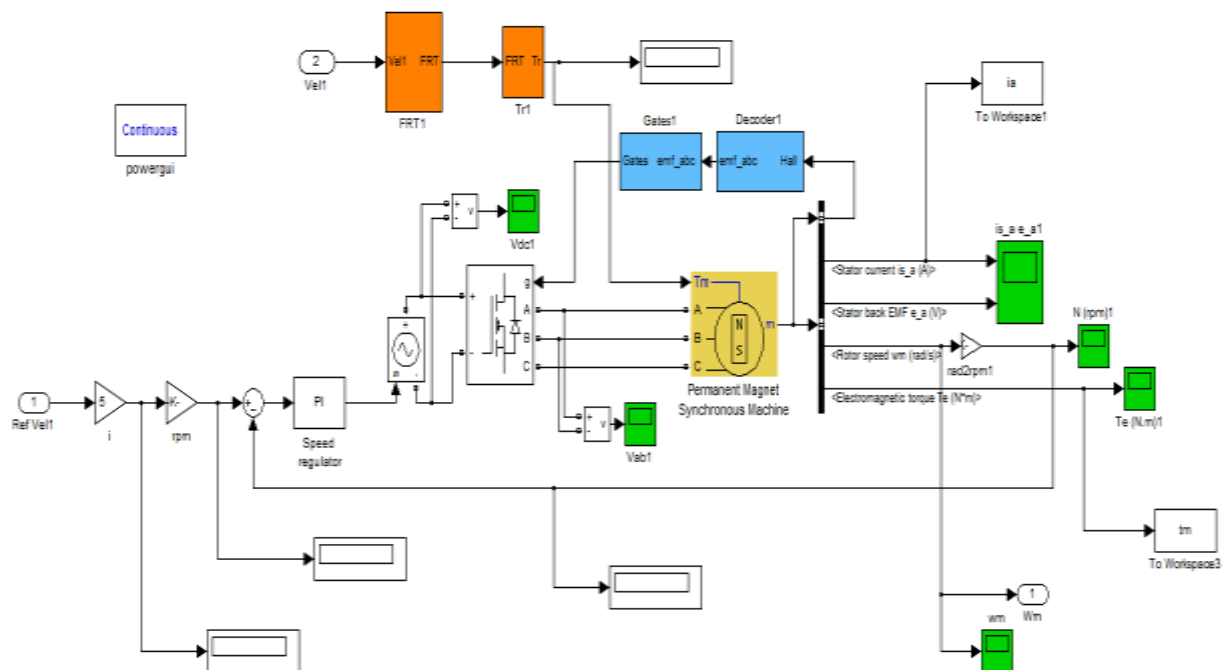 2
Vel1
Vel1 FRT
FRT1
FRT Tr
Tr1
ia
To Workspace1
Continuous
powergui
Gates1
Decoder1
Gates emf_abc
emf_abc Hall
+
-
v
Vdc1
is_a e_a1
<Stator current is_a (A)>
g
+
A
B
-
C
Tm
A
B
C
N
S
m
<Stator back EMF e_a (V)>
N (rpm)1
<Rotor speed wm (rad/s)>
rad2rpm1
Permanent Magnet
Synchronous Machine
<Electromagnetic torque Te (N*m)>
Te (N.m)1
1
Ref Vel1
5
i
-K-
rpm
+
-
PI
Speed
regulator
+
-
v
Vab1
tm
To Workspace3
1
Wm
wm